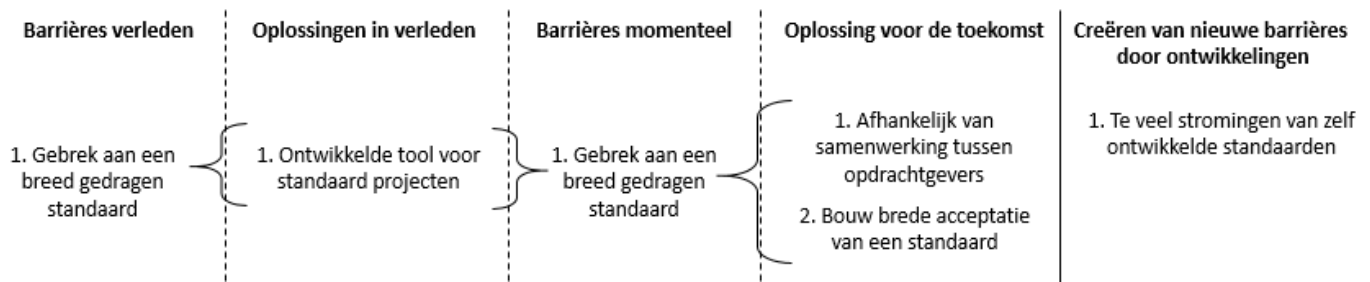 Barrières verleden
Oplossingen in verleden
Barrières momenteel
Oplossing voor de toekomst
Creëren van nieuwe barrières
door ontwikkelingen
1. Gebrek aan een
breed gedragen
standaard
1. Ontwikkelde tool voor
standaard projecten
1. Gebrek aan een
breed gedragen
standaard
1. Afhankelijk van
samenwerking tussen
opdrachtgevers
2. Bouw brede acceptatie
van een standaard
1. Te veel stromingen van zelf
ontwikkelde standaarden